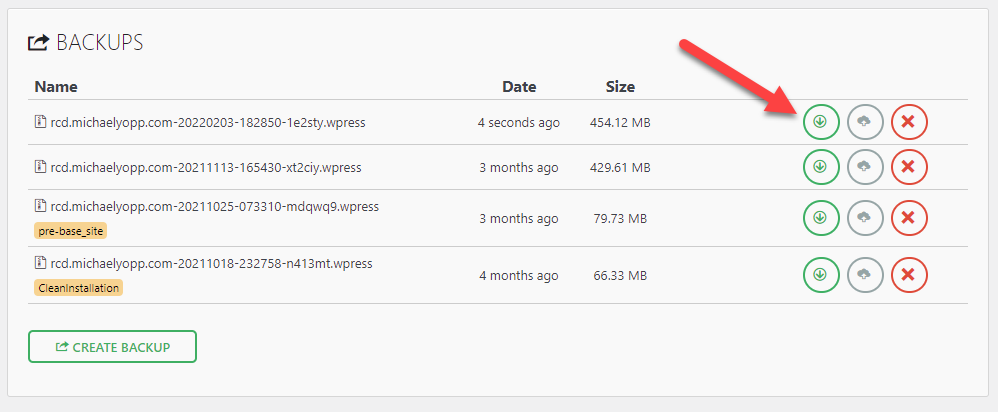 BACKUPS
Name Date Size
rcd.michaelyopp.com-20220203-182850-1e2sty.wpress 4 seconds ago 454.12 MB
rcd.michaelyopp.com-20211113-165430-xt2ciy.wpress 3 months ago 429.61 MB
rcd.michaelyopp.com-20211025-073310-mdqwq9.wpress 3 months ago 79.73 MB
pre-base_site
rcd.michaelyopp.com-20211018-232758-n413mt.wpress 4 months ago 66.33 MB
CleanInstallation
CREATE BACKUP